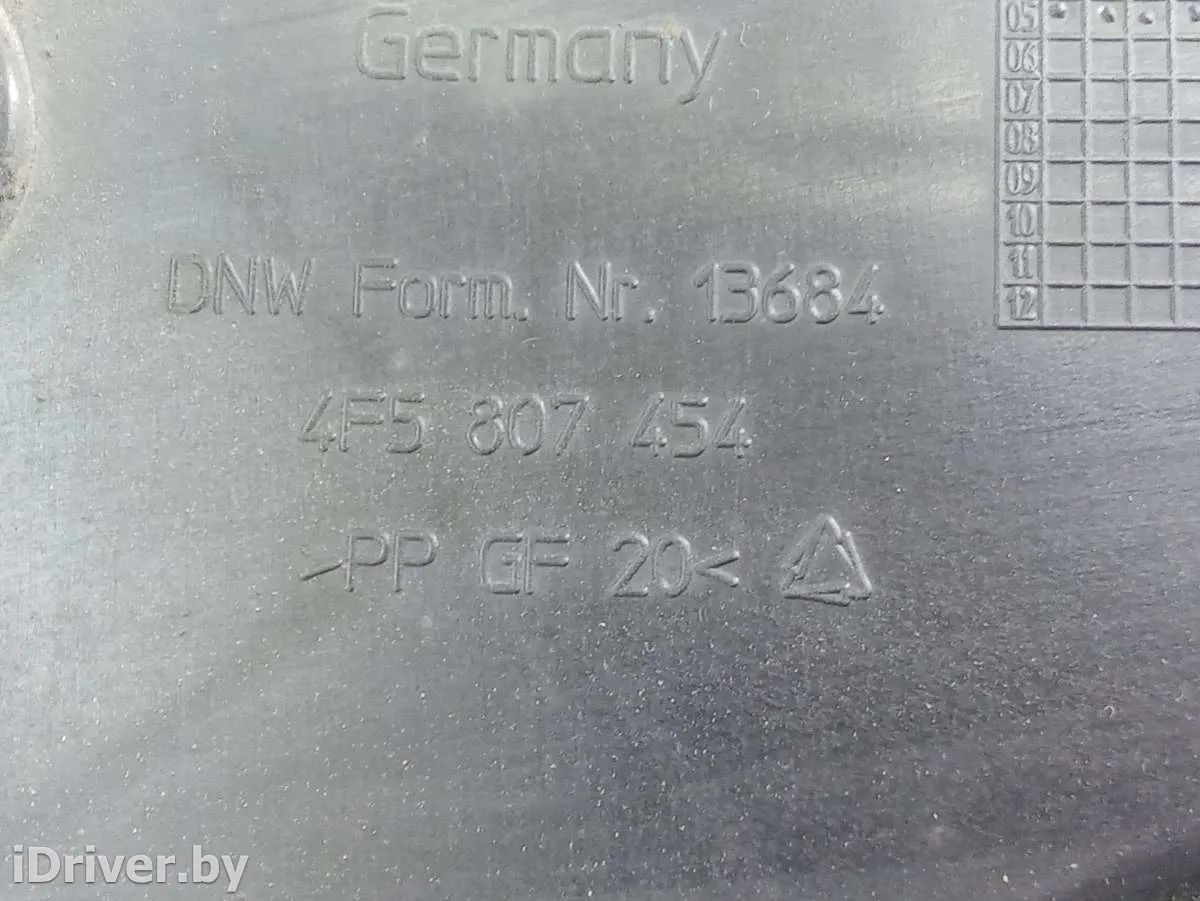 Germany
05
06
07
08
09
10
11
12
DNW Form. Nr. 13684
4F5 807 454
>PP GF 20<
iDriver.by